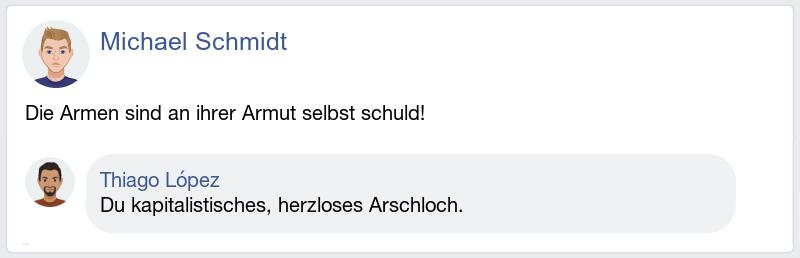 Michael Schmidt
Die Armen sind an ihrer Armut selbst schuld!
Thiago López
Du kapitalistisches, herzloses Arschloch.